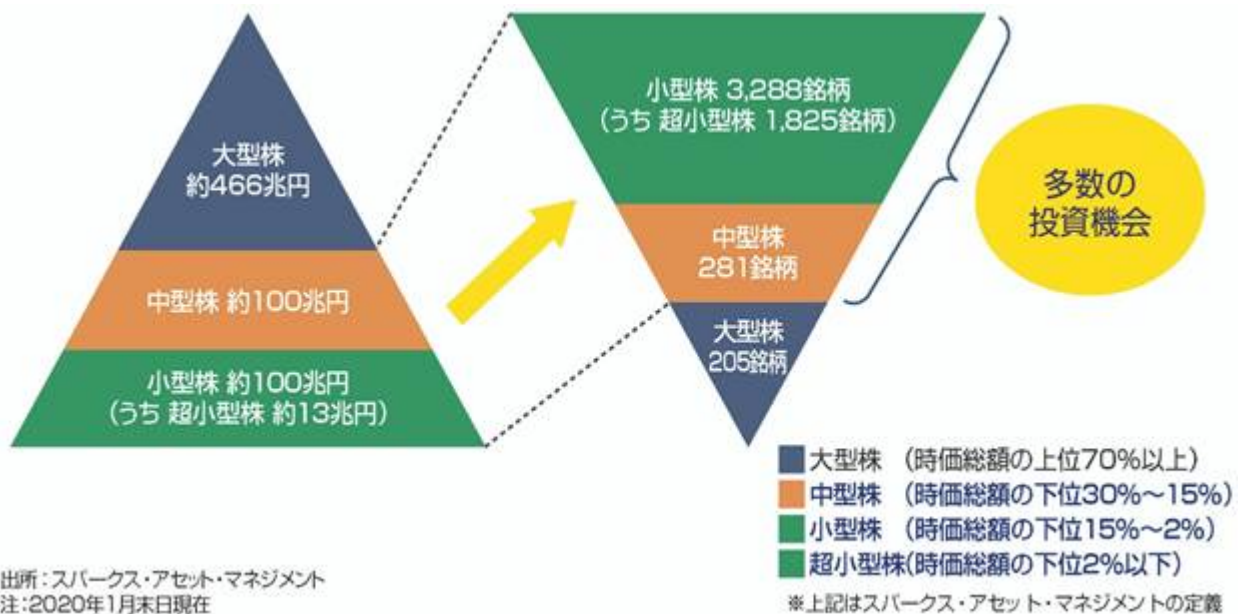 大型株
約466兆円
中型株 約100兆円
小型株 約100兆円
(うち 超小型株 約13兆円)
小型株 3,288銘柄
(うち 超小型株 1,825銘柄)
中型株
281銘柄
大型株
205銘柄
多数の
投資機会
大型株 (時価総額の上位70%以上)
中型株 (時価総額の下位30%～15%)
小型株 (時価総額の下位15%～2%)
超小型株(時価総額の下位2%以下)
※上記はスパークス・アセット・マネジメントの定義
出所:スパークス・アセット・マネジメント
注:2020年1月末日現在